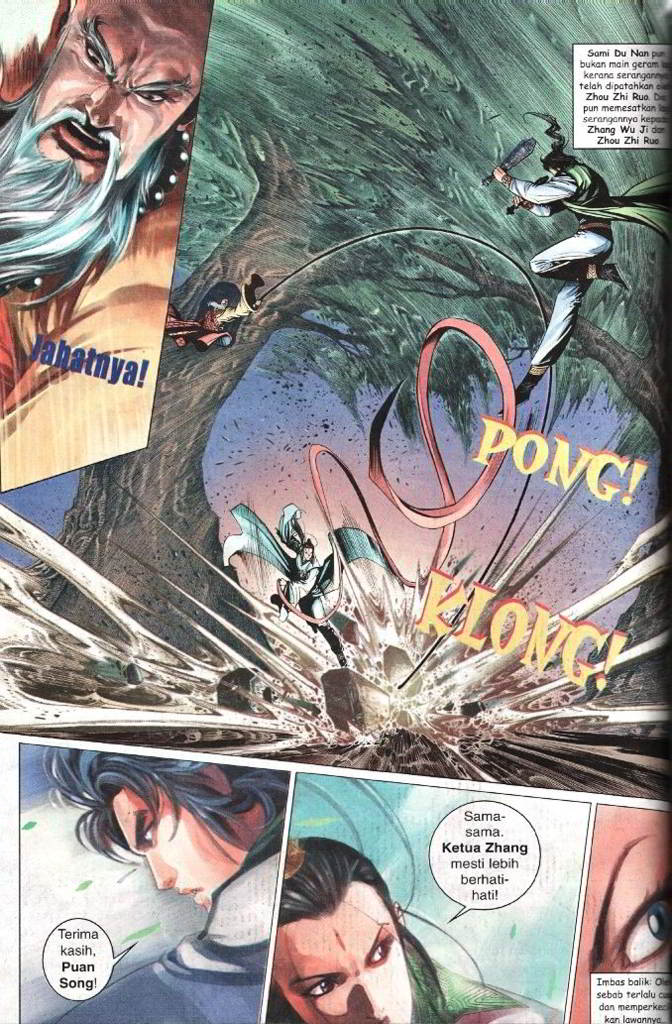 Sami Du Nan pun
bukan main geram
kerana serangannya
telah dipatahkan
Zhou Zhi Ruo.
pun memesatkan
serangannya kepada
Zhang Wu Ji dan
Zhou Zhi Ruo.
Jahatnya!
PONG!
KLONG!
Terima
kasih,
Puan
Song!
Sama-
sama.
Ketua Zhang
mesti lebih
berhati-
hati!
Imbas balik:
sebab terlalu
dan memperke
kan lawannya.